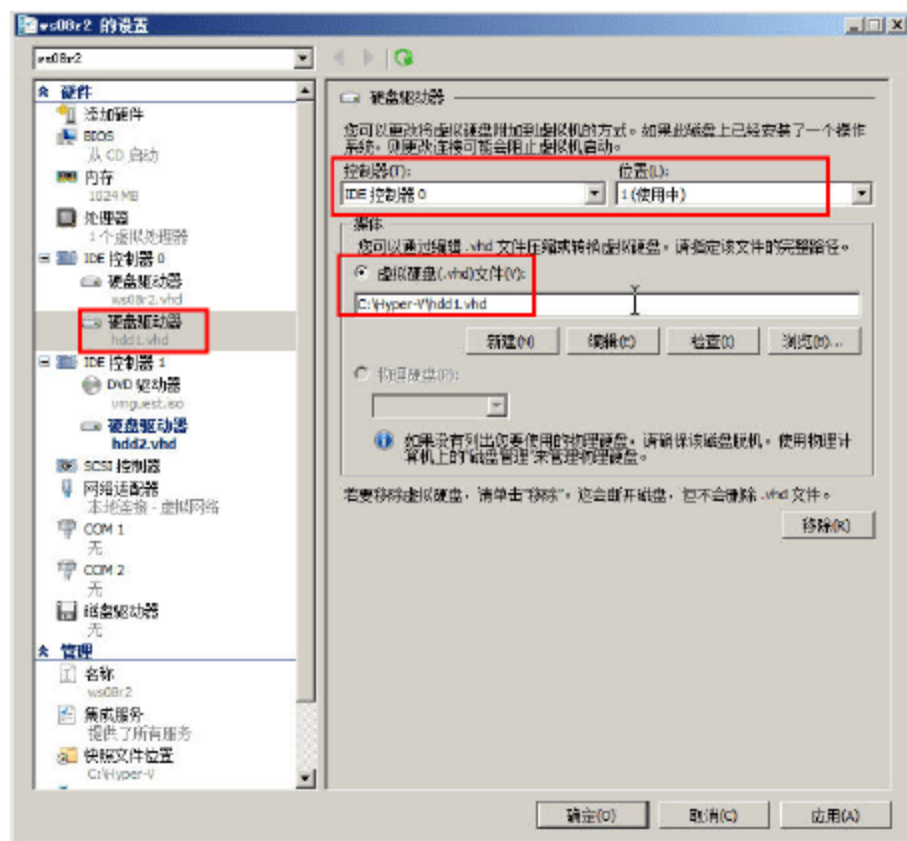 ws08r2 的设置
ws08r2
硬件
添加硬件
BIOS
从 CD 启动
内存
1024 MB
处理器
1 个虚拟处理器
IDE 控制器 0
硬盘驱动器
ws08r2.vhd
硬盘驱动器
hdd1.vhd
IDE 控制器 1
DVD 驱动器
vmguest.iso
硬盘驱动器
hdd2.vhd
SCSI 控制器
网络适配器
本地连接 - 虚拟网络
COM 1
无
COM 2
无
磁盘驱动器
无
管理
名称
ws08r2
集成服务
提供了所有服务
快照文件位置
C:\Hyper-V
硬盘驱动器
您可以更改将虚拟硬盘附加到虚拟机的方式。如果此磁盘上已经安装了一个操作
系统，则更改连接可能会阻止虚拟机启动。
控制器(T): 位置(L):
IDE 控制器 0 1 (使用中)
媒体
您可以通过编辑 .vhd 文件压缩或转换虚拟硬盘。请指定该文件的完整路径。
虚拟硬盘(.vhd)文件(V):
C:\Hyper-V\hdd1.vhd
新建(N) 编辑(E) 检查(I) 浏览(B)...
物理硬盘(P):
如果没有列出您要使用的物理硬盘，请确保该磁盘脱机。使用物理计
算机上的“磁盘管理”来管理物理硬盘。
若要移除虚拟硬盘，请单击“移除”。这会断开磁盘，但不会删除 .vhd 文件。
移除(R)
确定(O) 取消(C) 应用(A)